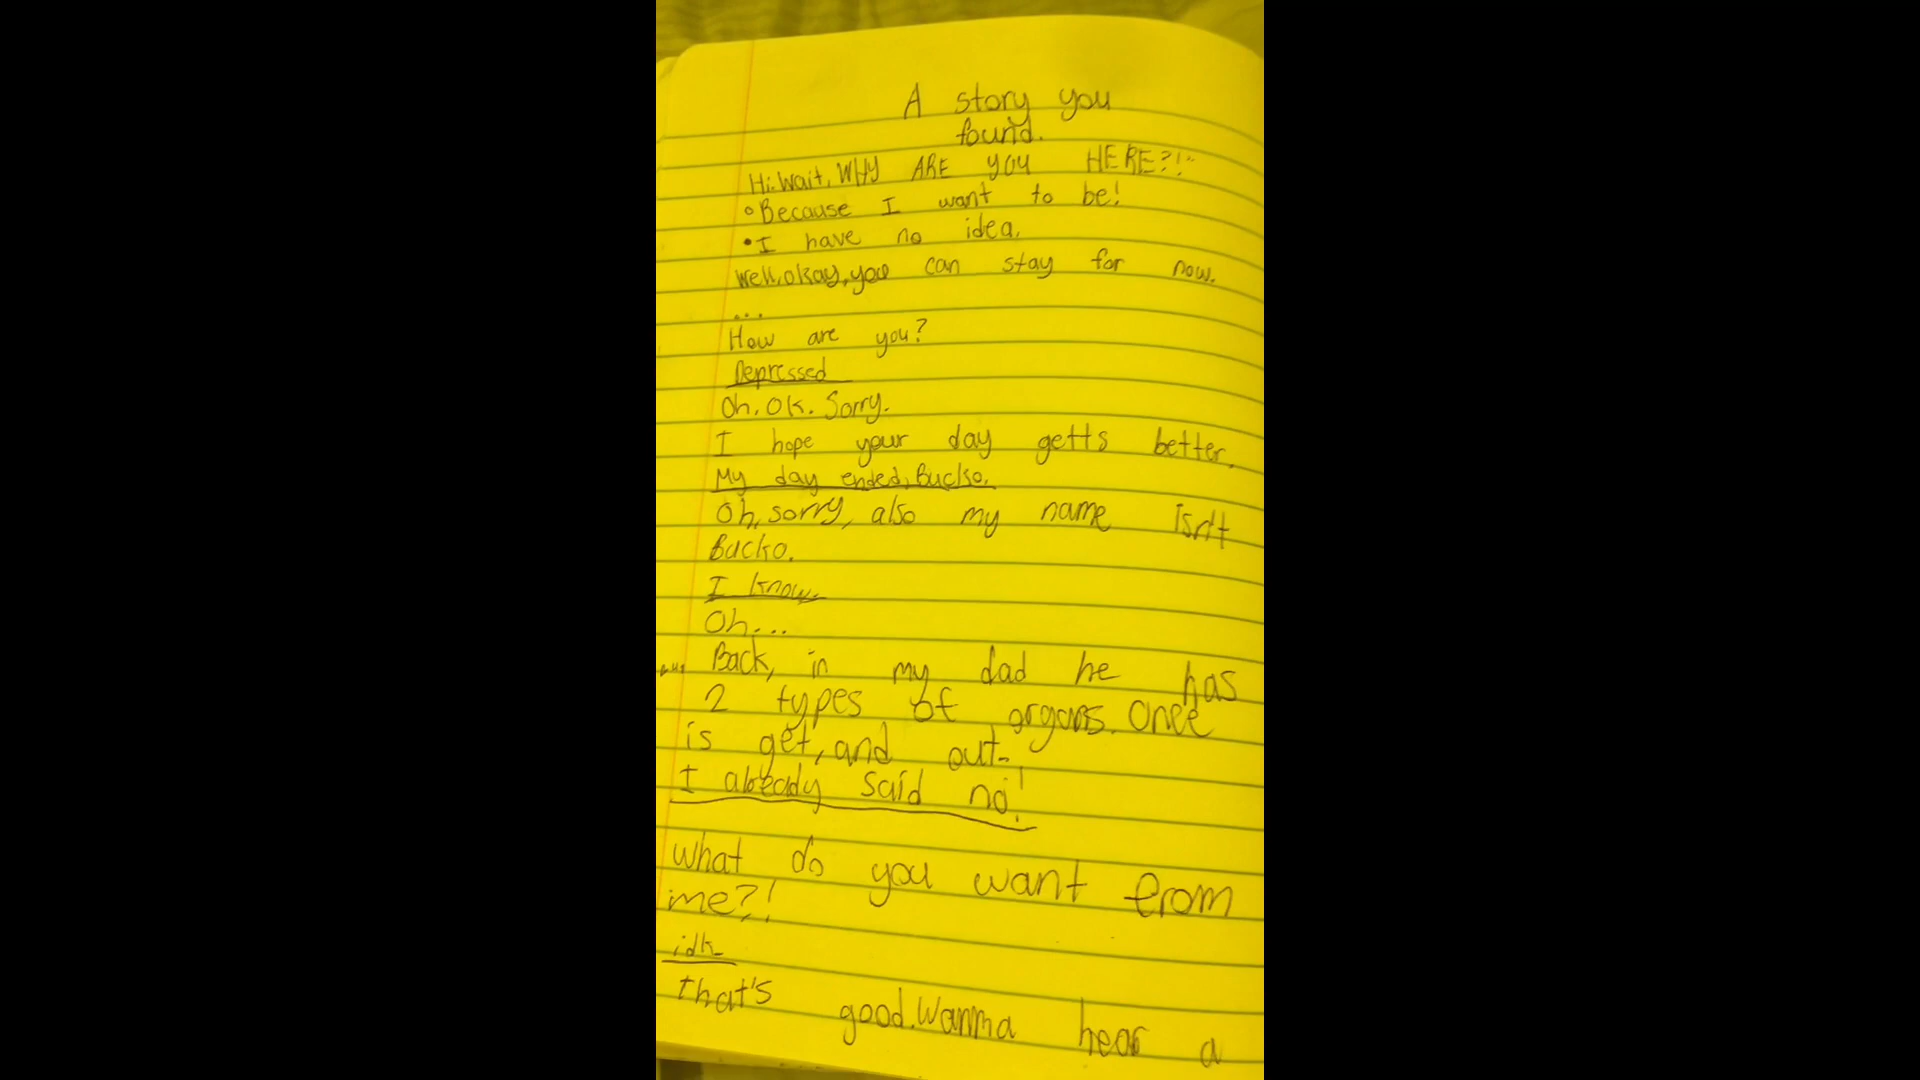 A story you
found.
Hi. Wait, WHY ARE YOU HERE?!
◦Because I want to be!
•I have no idea.
Well, okay, you can stay for now.
...
How are you?
Depressed
Oh. Ok. Sorry.
I hope your day getts better.
My day ended, Bucko.
Oh, sorry, also my name isn't
Bucko.
I know.
Oh...
Back, in my dad he has
2 types of organs. Onee
is get, and out-
I already said no!
What do you want from
me?!
idk
that's good. Wanna hear a